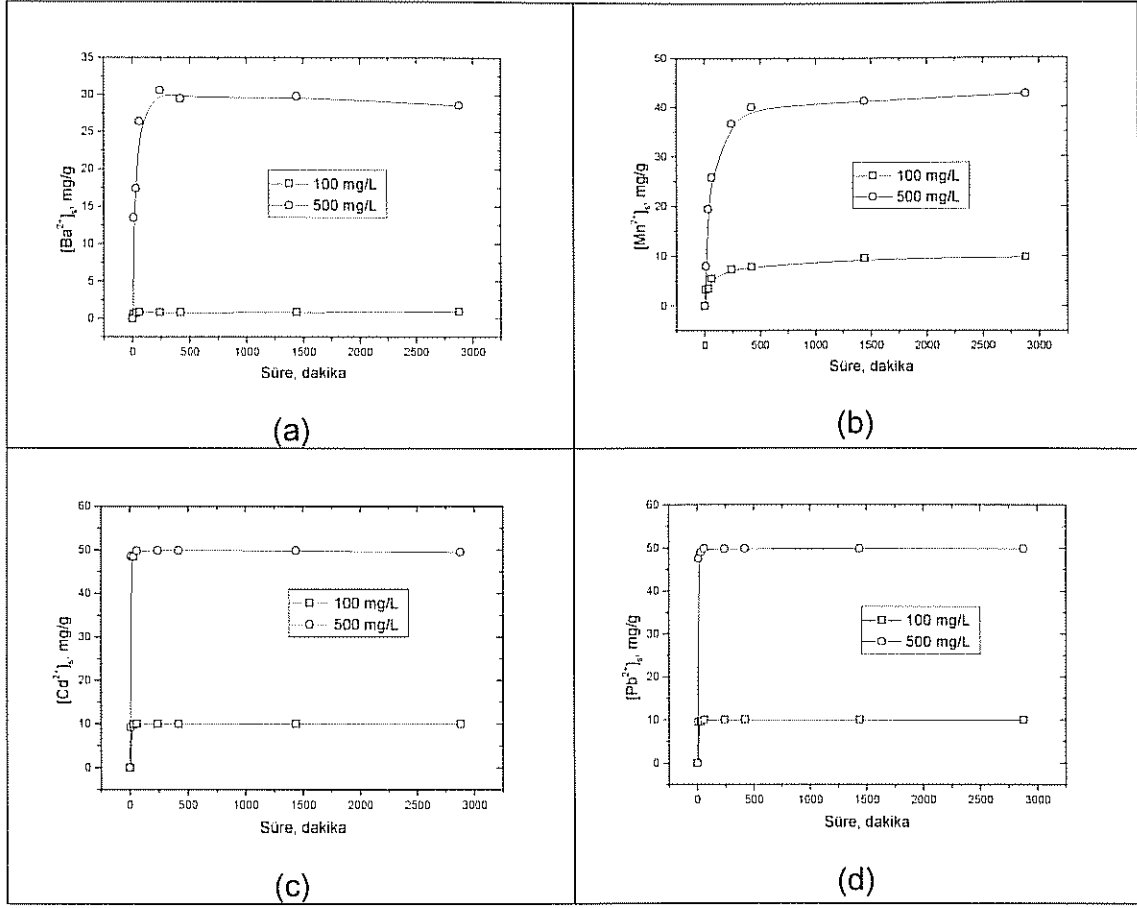 35
30
25
20
15
10
5
0
[Ba²⁺]ₛ, mg/g
100 mg/L
500 mg/L
0 500 1000 1500 2000 2500 3000
Süre, dakika
(a)
50
40
30
20
10
0
[Mn²⁺]ₛ, mg/g
100 mg/L
500 mg/L
0 500 1000 1500 2000 2500 3000
Süre, dakika
(b)
60
50
40
30
20
10
0
[Cd²⁺]ₛ, mg/g
100 mg/L
500 mg/L
0 500 1000 1500 2000 2500 3000
Süre, dakika
(c)
60
50
40
30
20
10
0
[Pb²⁺]ₛ, mg/g
100 mg/L
500 mg/L
0 500 1000 1500 2000 2500 3000
Süre, dakika
(d)